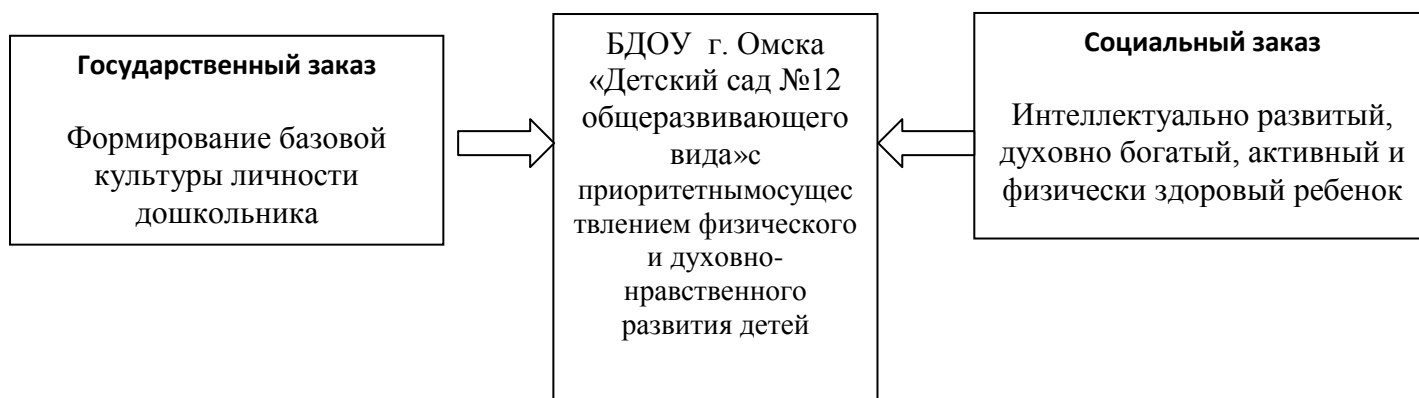 Государственный заказ
Формирование базовой
культуры личности
дошкольника
БДОУ г. Омска
«Детский сад №12
общеразвивающего
вида»с
приоритетнымосущес
твлением физического
и духовно-
нравственного
развития детей
Социальный заказ
Интеллектуально развитый,
духовно богатый, активный и
физически здоровый ребенок